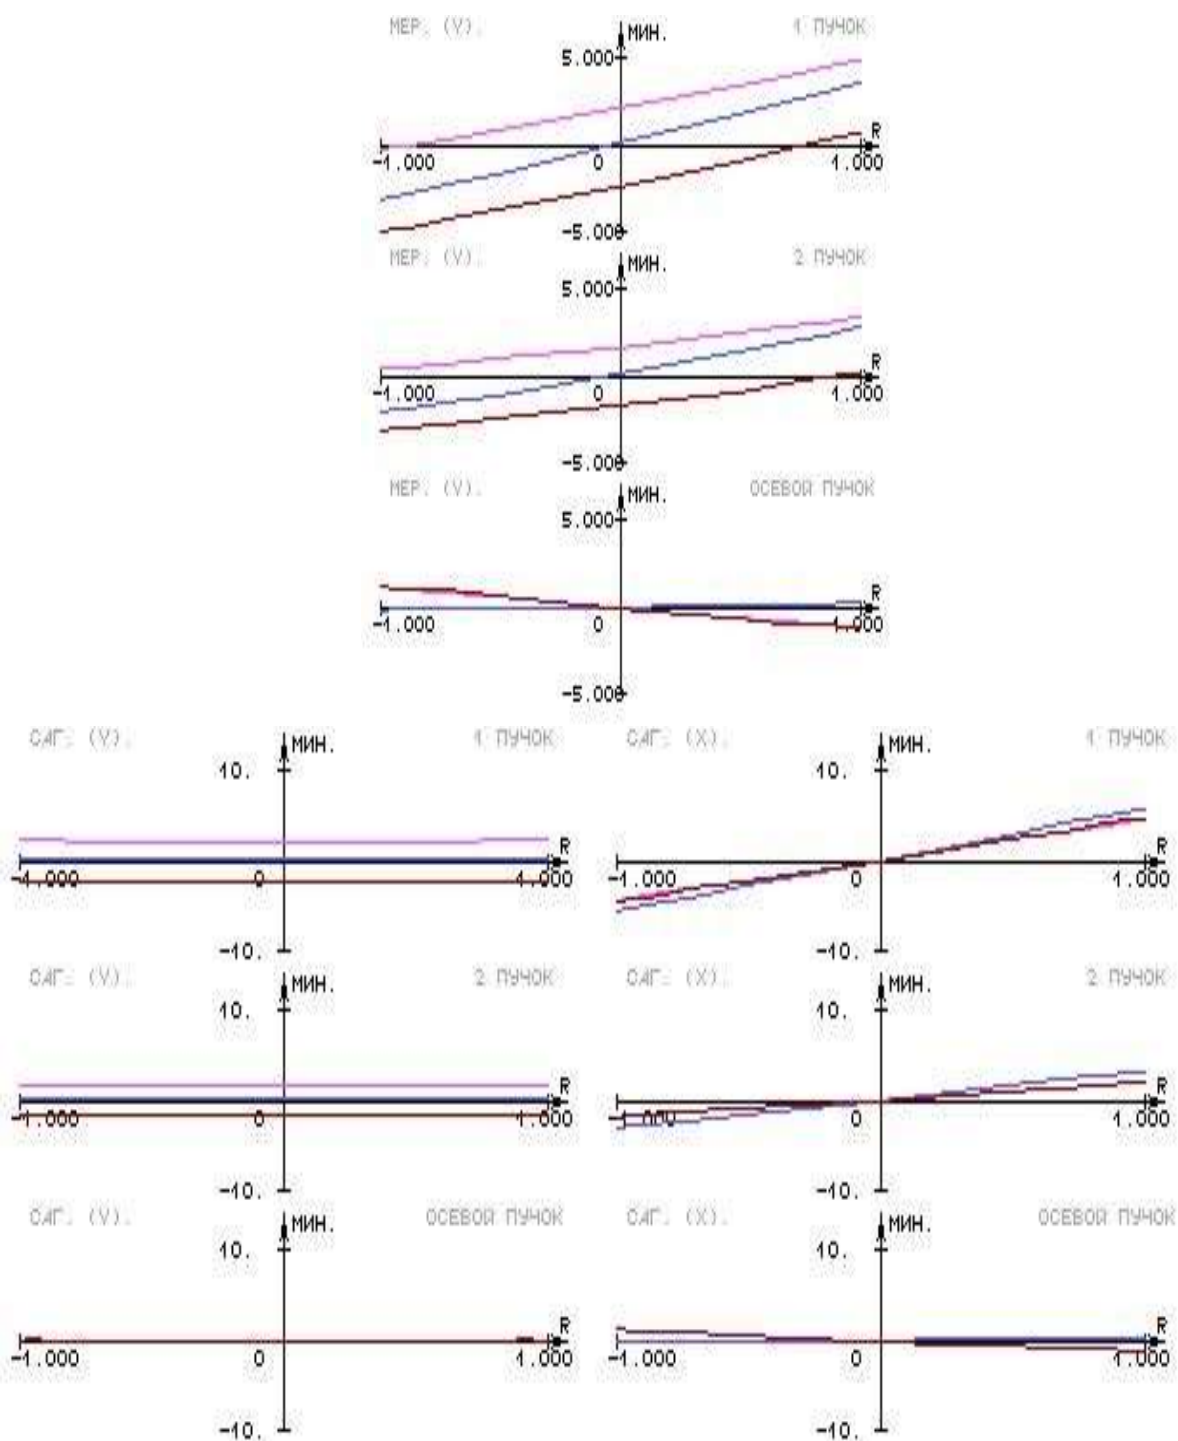 МЕР. (Y). МИН. 1 ПУЧОК
5.000
R
-1.000 0 1.000
-5.000
МЕР. (Y). МИН. 2 ПУЧОК
5.000
R
-1.000 0 1.000
-5.000
МЕР. (Y). МИН. ОСЕВОЙ ПУЧОК
5.000
R
-1.000 0 1.000
-5.000
САГ. (Y). МИН. 1 ПУЧОК
10.
R
-1.000 0 1.000
-10.
САГ. (X). МИН. 1 ПУЧОК
10.
R
-1.000 0 1.000
-10.
САГ. (Y). МИН. 2 ПУЧОК
10.
R
-1.000 0 1.000
-10.
САГ. (X). МИН. 2 ПУЧОК
10.
R
-1.000 0 1.000
-10.
САГ. (Y). МИН. ОСЕВОЙ ПУЧОК
10.
R
-1.000 0 1.000
-10.
САГ. (X). МИН. ОСЕВОЙ ПУЧОК
10.
R
-1.000 0 1.000
-10.